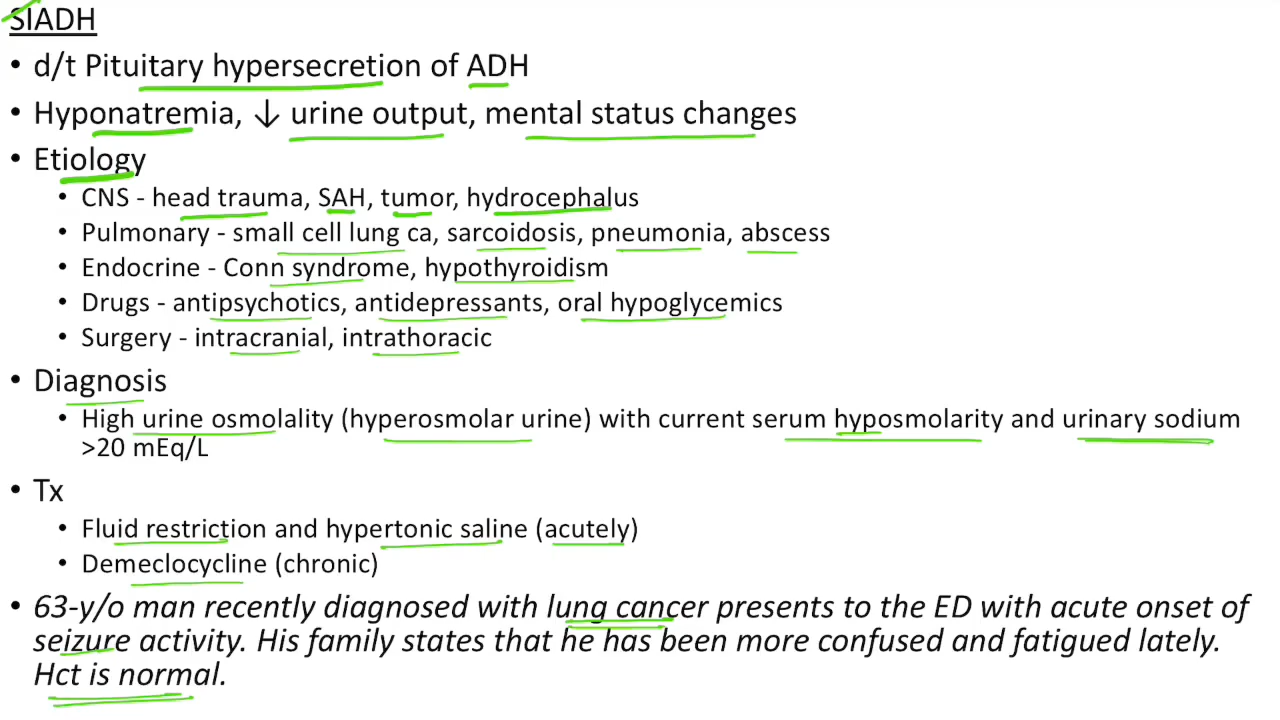 SIADH
• d/t Pituitary hypersecretion of ADH
• Hyponatremia, ↓ urine output, mental status changes
• Etiology
• CNS - head trauma, SAH, tumor, hydrocephalus
• Pulmonary - small cell lung ca, sarcoidosis, pneumonia, abscess
• Endocrine - Conn syndrome, hypothyroidism
• Drugs - antipsychotics, antidepressants, oral hypoglycemics
• Surgery - intracranial, intrathoracic
• Diagnosis
• High urine osmolality (hyperosmolar urine) with current serum hyposmolarity and urinary sodium
>20 mEq/L
• Tx
• Fluid restriction and hypertonic saline (acutely)
• Demeclocycline (chronic)
• 63-y/o man recently diagnosed with lung cancer presents to the ED with acute onset of
seizure activity. His family states that he has been more confused and fatigued lately.
Hct is normal.